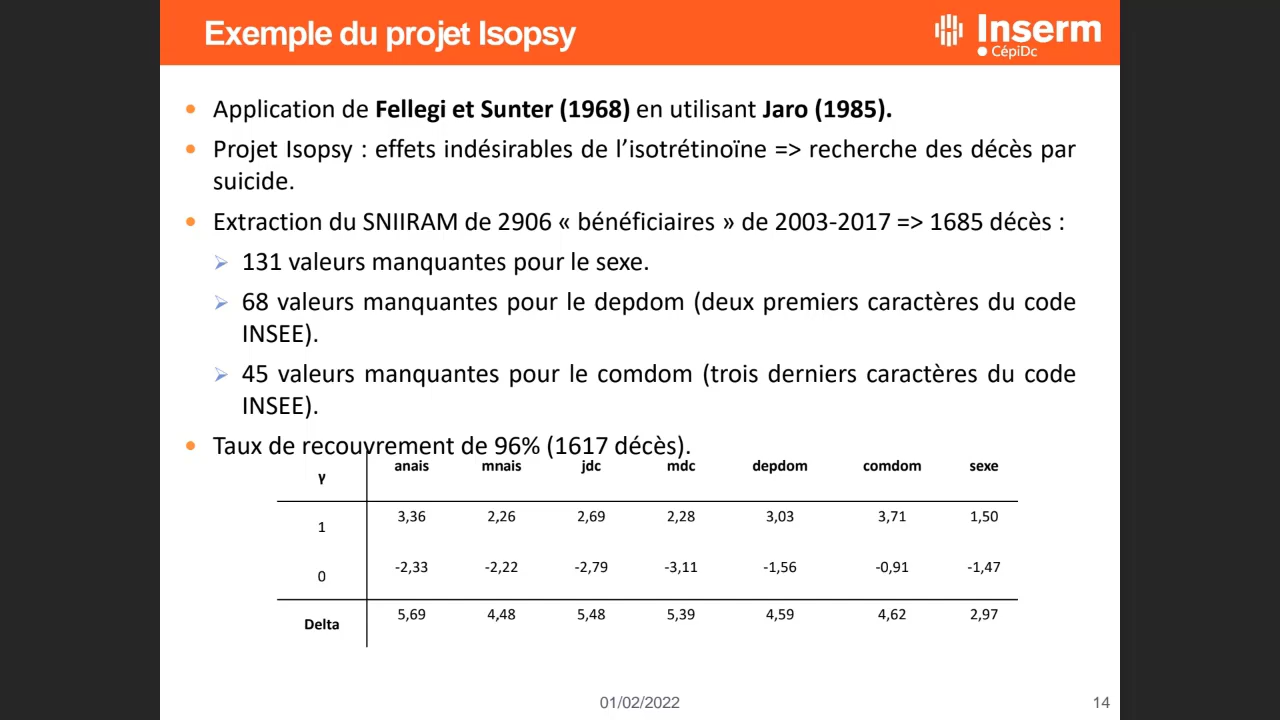 Exemple du projet Isopsy
Inserm
CépiDc
Application de Fellegi et Sunter (1968) en utilisant Jaro (1985).
Projet Isopsy : effets indésirables de l’isotrétinoïne => recherche des décès par
suicide.
Extraction du SNIIRAM de 2906 « bénéficiaires » de 2003-2017 => 1685 décès :
131 valeurs manquantes pour le sexe.
68 valeurs manquantes pour le depdom (deux premiers caractères du code
INSEE).
45 valeurs manquantes pour le comdom (trois derniers caractères du code
INSEE).
Taux de recouvrement de 96% (1617 décès).
γ anais mnais jdc mdc depdom comdom sexe
1 3,36 2,26 2,69 2,28 3,03 3,71 1,50
0 -2,33 -2,22 -2,79 -3,11 -1,56 -0,91 -1,47
Delta 5,69 4,48 5,48 5,39 4,59 4,62 2,97
01/02/2022
14